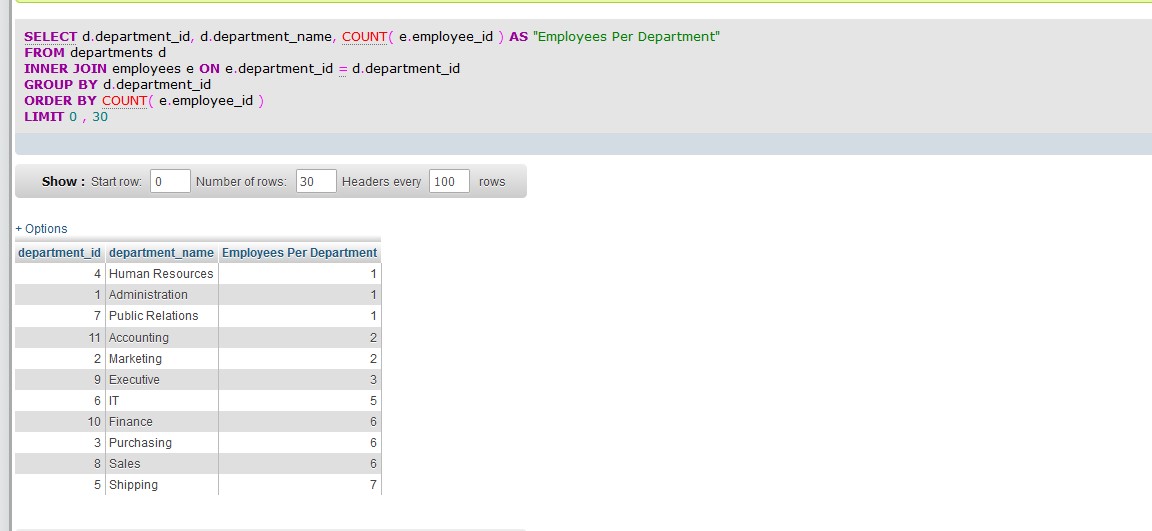 SELECT d.department_id, d.department_name, COUNT( e.employee_id ) AS "Employees Per Department"
FROM departments d
INNER JOIN employees e ON e.department_id = d.department_id
GROUP BY d.department_id
ORDER BY COUNT( e.employee_id )
LIMIT 0 , 30
Show : Start row: 0 Number of rows: 30 Headers every 100 rows
+ Options
department_id department_name Employees Per Department
4 Human Resources 1
1 Administration 1
7 Public Relations 1
11 Accounting 2
2 Marketing 2
9 Executive 3
6 IT 5
10 Finance 6
3 Purchasing 6
8 Sales 6
5 Shipping 7